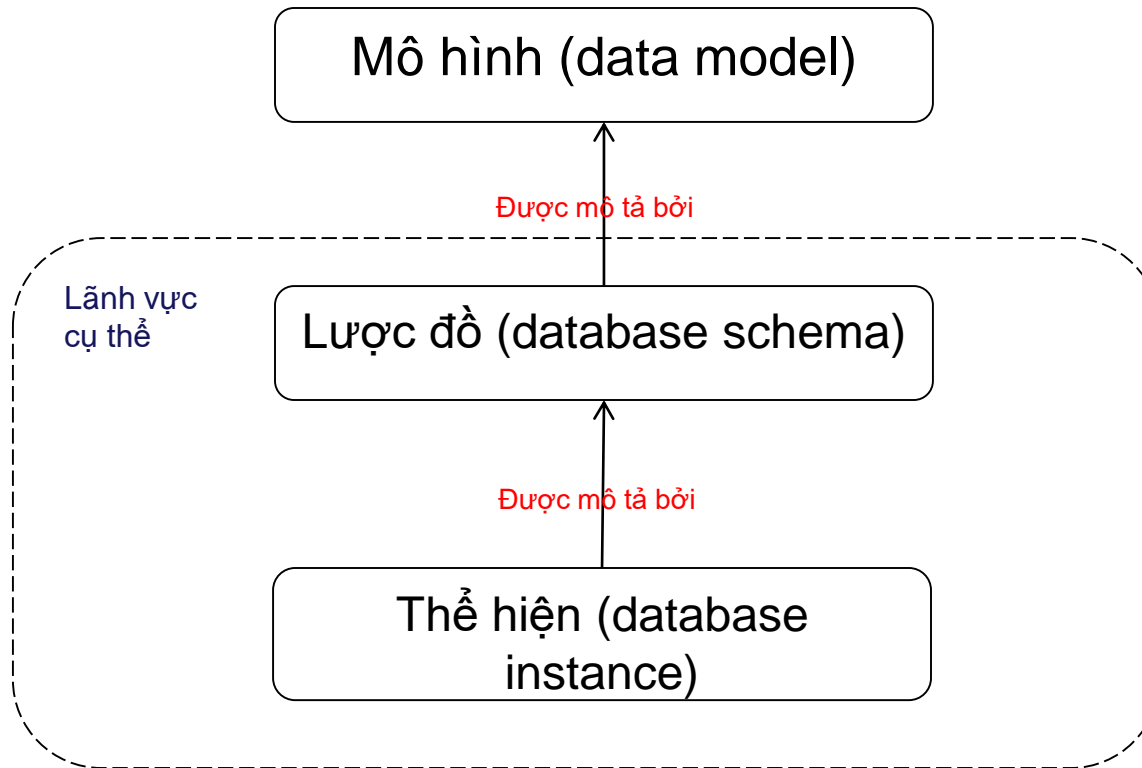 Mô hình (data model)
Được mô tả bởi
Lãnh vực
cụ thể
Lược đồ (database schema)
Được mô tả bởi
Thể hiện (database
instance)